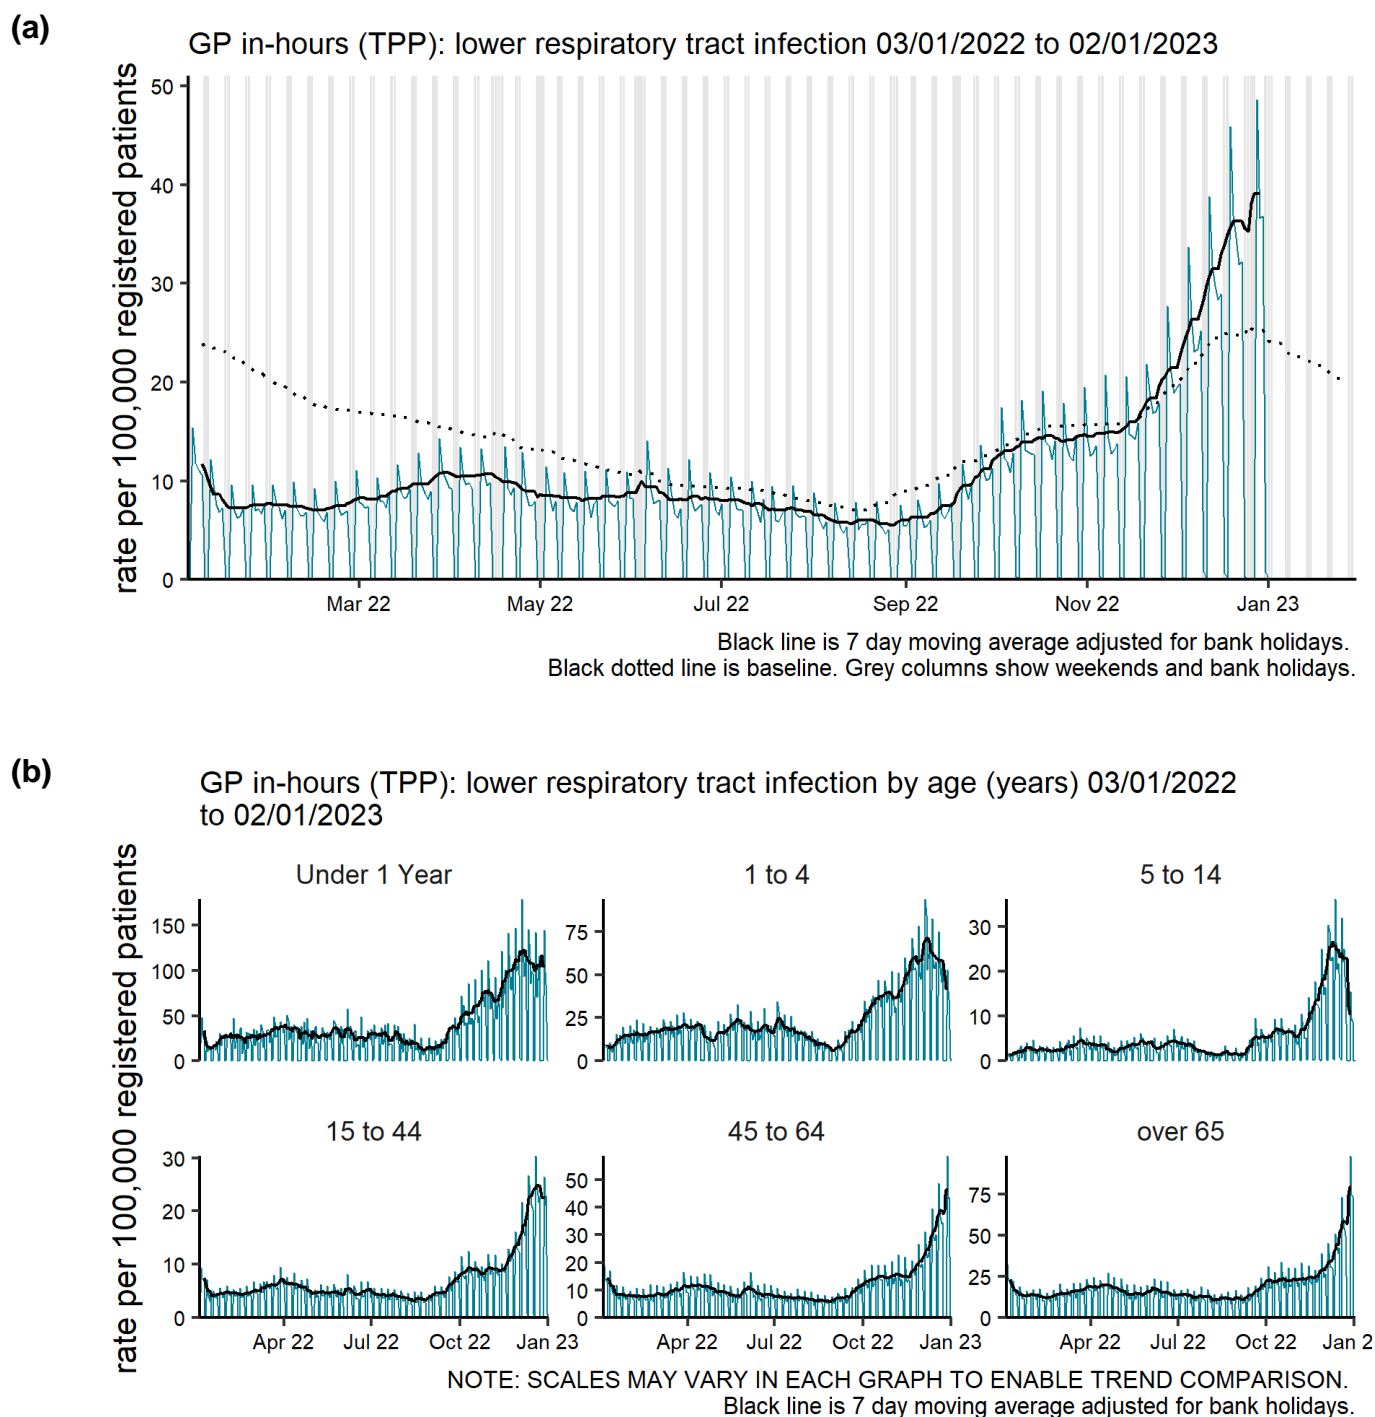 (a)
GP in-hours (TPP): lower respiratory tract infection 03/01/2022 to 02/01/2023
rate per 100,000 registered patients
50
40
30
20
10
0
Mar 22 May 22 Jul 22 Sep 22 Nov 22 Jan 23
Black line is 7 day moving average adjusted for bank holidays.
Black dotted line is baseline. Grey columns show weekends and bank holidays.
(b)
GP in-hours (TPP): lower respiratory tract infection by age (years) 03/01/2022
to 02/01/2023
rate per 100,000 registered patients
Under 1 Year
150
100
50
0
1 to 4
75
50
25
0
5 to 14
30
20
10
0
15 to 44
30
20
10
0
Apr 22 Jul 22 Oct 22 Jan 23
45 to 64
50
40
30
20
10
0
Apr 22 Jul 22 Oct 22 Jan 23
over 65
75
50
25
0
Apr 22 Jul 22 Oct 22 Jan 2
NOTE: SCALES MAY VARY IN EACH GRAPH TO ENABLE TREND COMPARISON.
Black line is 7 day moving average adjusted for bank holidays.